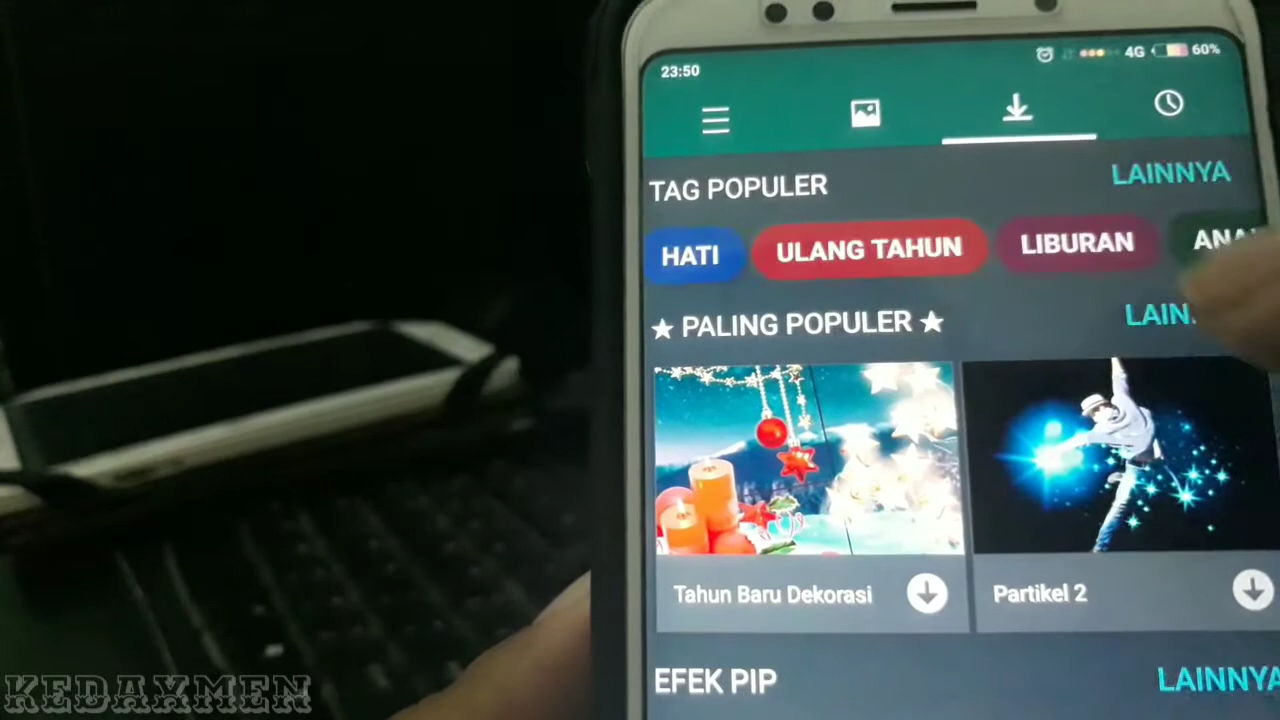 23:50
4G 60%
TAG POPULER LAINNYA
HATI ULANG TAHUN LIBURAN
★ PALING POPULER ★
Tahun Baru Dekorasi Partikel 2
EFEK PIP LAINNYA
KEDAXMEN